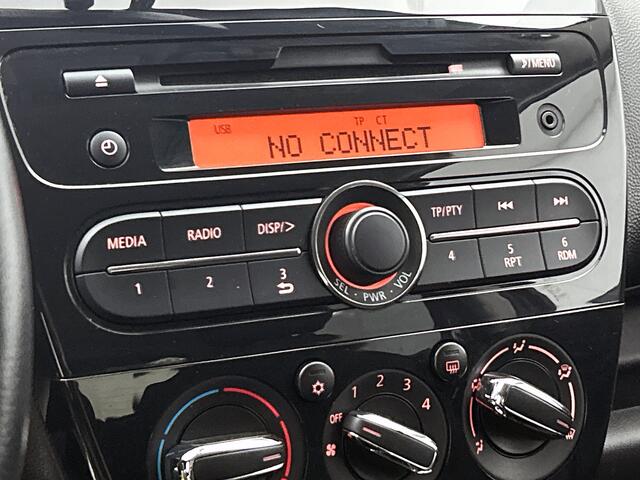 ♪/MENU
USB TP CT
NO CONNECT
MEDIA RADIO DISP/> TP/PTY
1 2 3 4 5 RPT 6 RDM
SEL · PWR · VOL
OFF 1 2 3 4